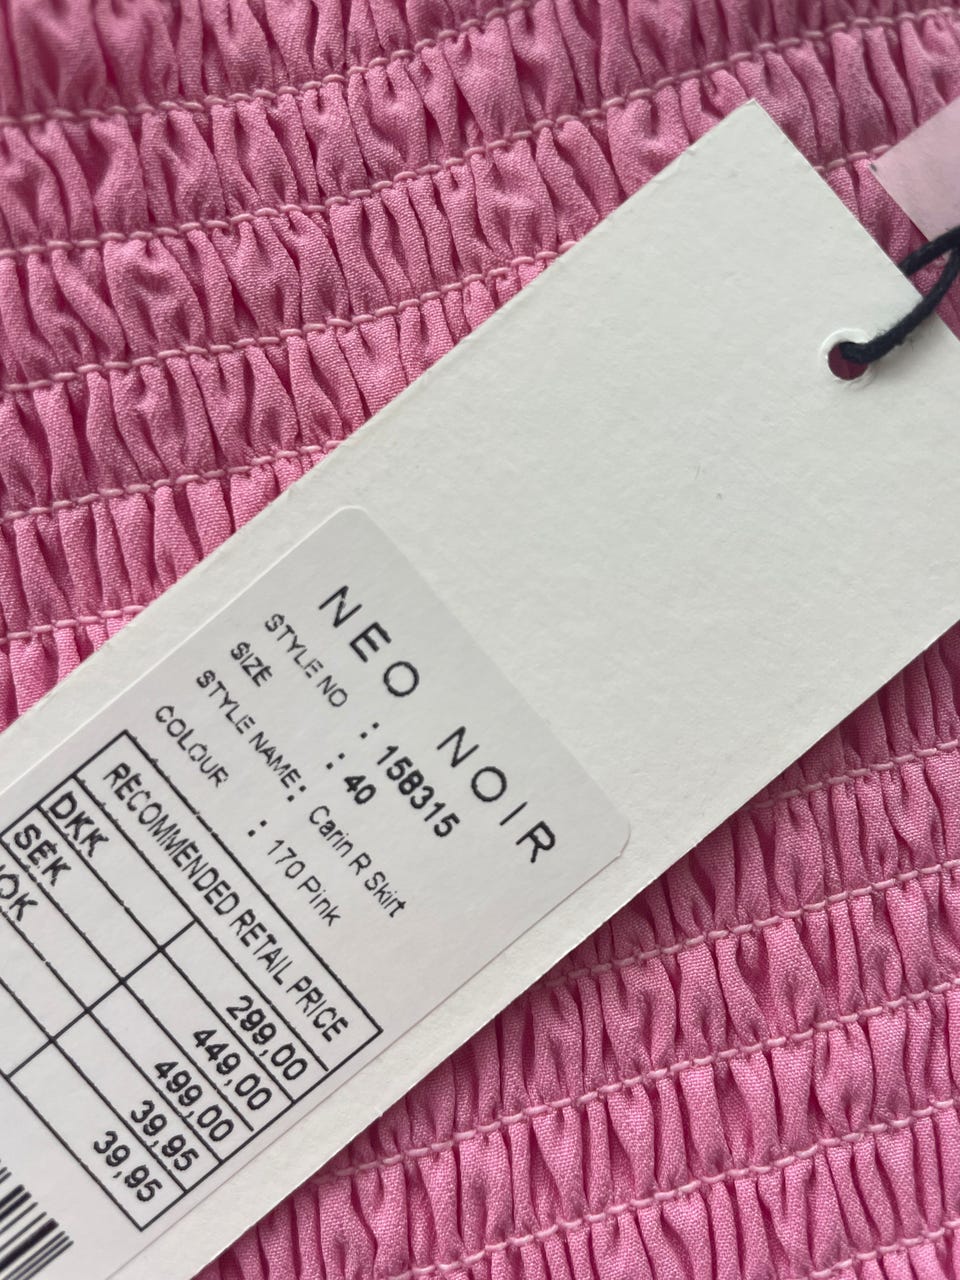 NEO NOIR
STYLE NO : 158315
SIZE : 40
STYLE NAME: Carin R Skirt
COLOUR : 170 Pink
RECOMMENDED RETAIL PRICE
DKK 299,00
SEK 449,00
NOK 499,00
39,95
39,95